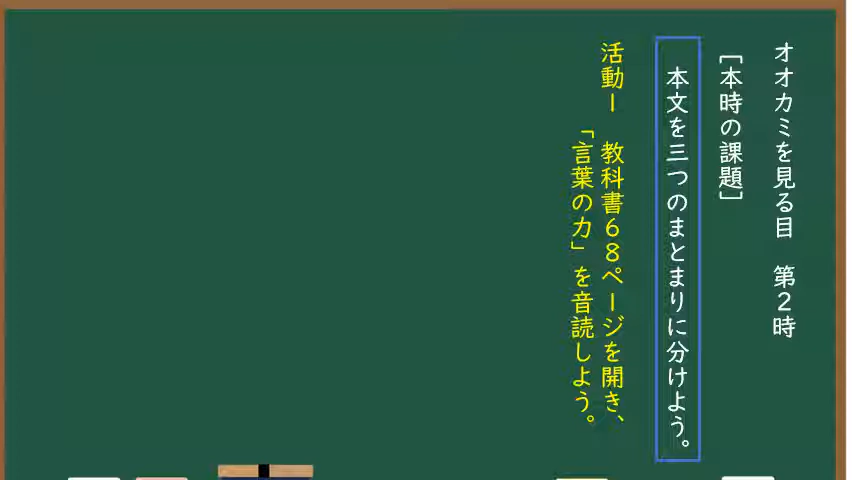 オオカミを見る目　第２時
［本時の課題］
本文を三つのまとまりに分けよう。
活動ー　教科書６８ページを開き、
「言葉の力」を音読しよう。